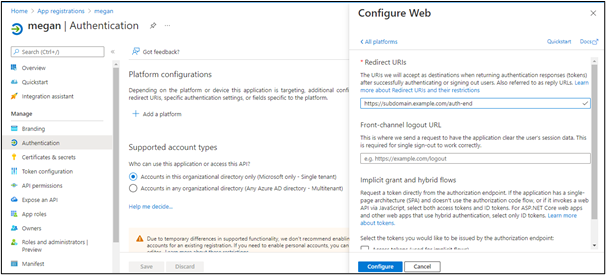 Home > App registrations > megan
megan | Authentication
Search (Ctrl+/)
Overview
Quickstart
Integration assistant
Manage
Branding
Authentication
Certificates & secrets
Token configuration
API permissions
Expose an API
App roles
Owners
Roles and administrators |
Preview
Manifest
Got feedback?
Platform configurations
Depending on the platform or device this application is targeting, additional
redirect URIs, specific authentication settings, or fields specific to the platform.
Add a platform
Supported account types
Who can use this application or access this API?
Accounts in this organizational directory only (Microsoft only - Single tenant)
Accounts in any organizational directory (Any Azure AD directory - Multitenant)
Help me decide...
Due to temporary differences in supported functionality, we don't recommend
accounts for an existing registration. If you need to enable personal accounts, you
Save
Discard
Configure Web
All platforms
Quickstart
Docs
* Redirect URIs
The URIs we will accept as destinations when returning authentication responses (tokens)
after successfully authenticating or signing out users. Also referred to as reply URLs. Learn
more about Redirect URIs and their restrictions
https://subdomain.example.com/auth-end
Front-channel logout URL
This is where we send a request to have the application clear the user's session data. This
is required for single sign-out to work correctly.
e.g. https://example.com/logout
Implicit grant and hybrid flows
Request a token directly from the authorization endpoint. If the application has a single-
page architecture (SPA) and doesn't use the authorization code flow, or if it invokes a web
API via JavaScript, select both access tokens and ID tokens. For ASP.NET Core web apps
and other web apps that use hybrid authentication, select only ID tokens. Learn more
about tokens.
Select the tokens you would like to be issued by the authorization endpoint:
Configure
Cancel